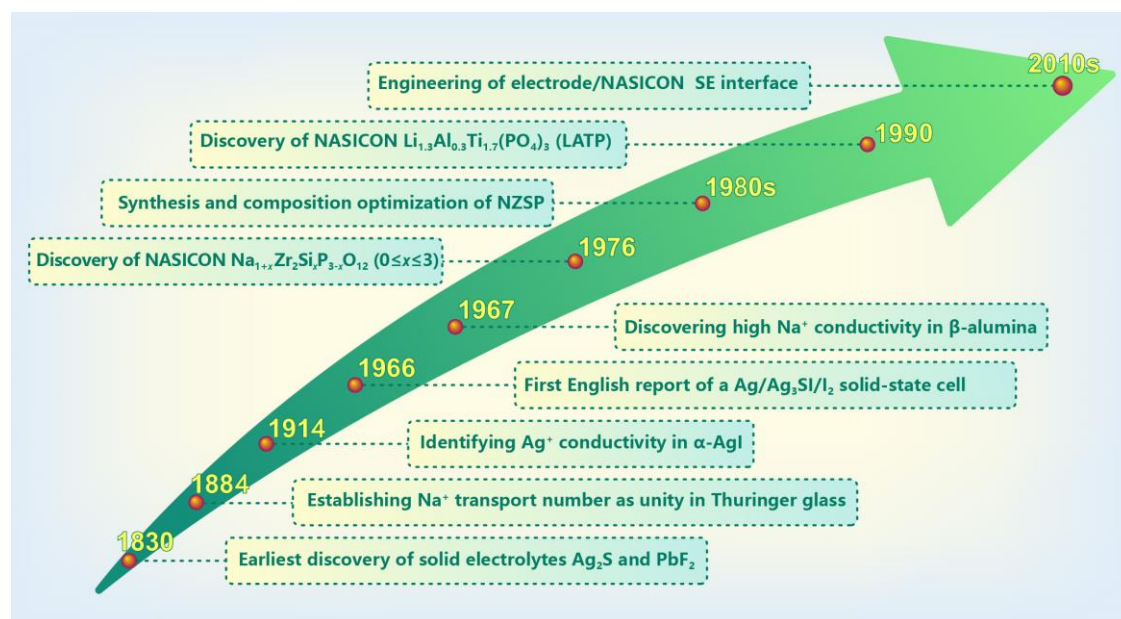 2010s
Engineering of electrode/NASICON SE interface
1990
Discovery of NASICON Li₁.₃Al₀.₃Ti₁.₇(PO₄)₃ (LATP)
1980s
Synthesis and composition optimization of NZSP
1976
Discovery of NASICON Na₁₊ₓZr₂SiₓP₃₋ₓO₁₂ (0≤x≤3)
1967
Discovering high Na⁺ conductivity in β-alumina
1966
First English report of a Ag/Ag₃SI/I₂ solid-state cell
1914
Identifying Ag⁺ conductivity in α-AgI
1884
Establishing Na⁺ transport number as unity in Thuringer glass
1830
Earliest discovery of solid electrolytes Ag₂S and PbF₂